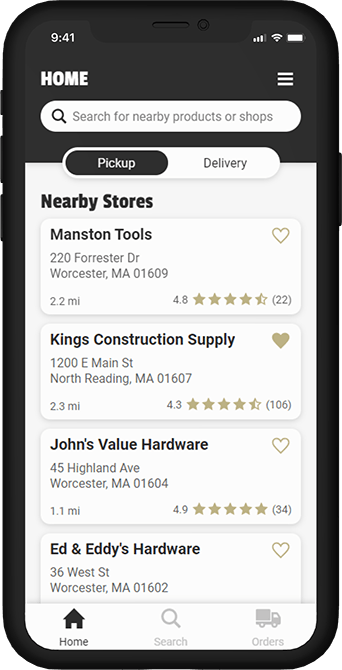 9:41
HOME
Search for nearby products or shops
Pickup
Delivery
Nearby Stores
Manston Tools
220 Forrester Dr
Worcester, MA 01609
2.2 mi
4.8
(22)
Kings Construction Supply
1200 E Main St
North Reading, MA 01607
2.3 mi
4.3
(106)
John's Value Hardware
45 Highland Ave
Worcester, MA 01604
1.1 mi
4.9
(34)
Ed & Eddy's Hardware
36 West St
Worcester, MA 01602
Home
Search
Orders